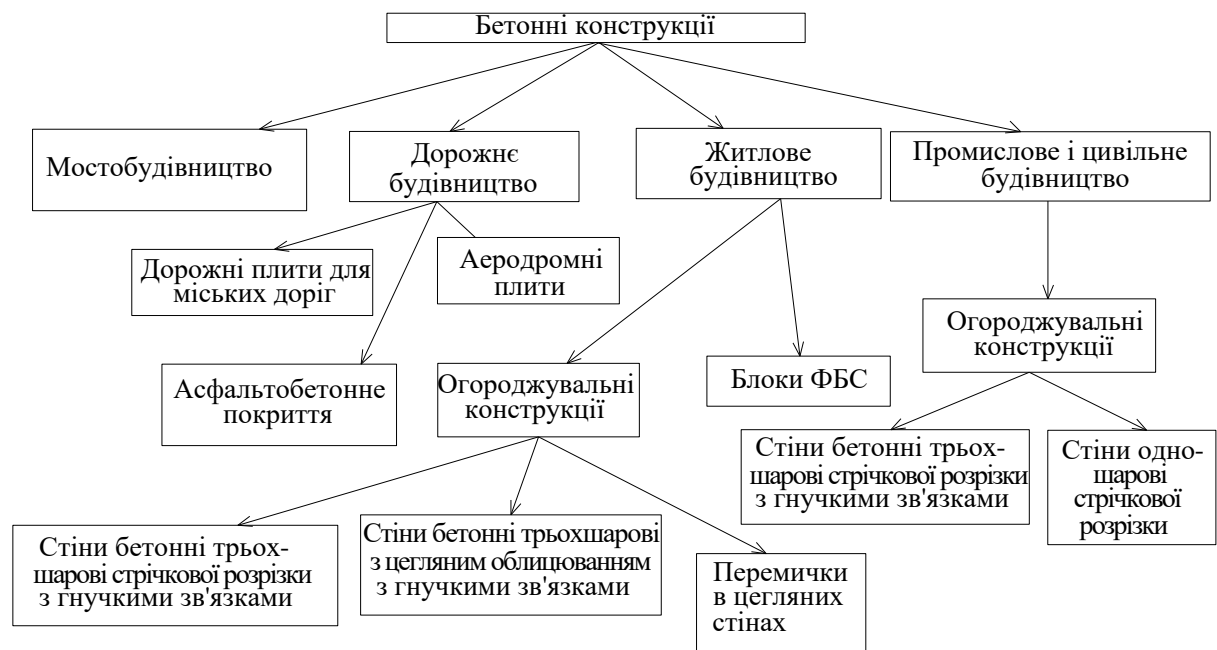 Бетонні конструкції
Мостобудівництво
Дорожнє
будівництво
Житлове
будівництво
Промислове і цивільне
будівництво
Дорожні плити для
міських доріг
Аеродромні
плити
Асфальтобетонне
покриття
Огороджувальні
конструкції
Блоки ФБС
Огороджувальні
конструкції
Стіни бетонні трьох-
шарові стрічкової розрізки
з гнучкими зв'язками
Стіни одно-
шарові
стрічкової
розрізки
Стіни бетонні трьох-
шарові стрічкової розрізки
з гнучкими зв'язками
Стіни бетонні трьохшарові
з цегляним облицюванням
з гнучкими зв'язками
Перемички
в цегляних
стінах